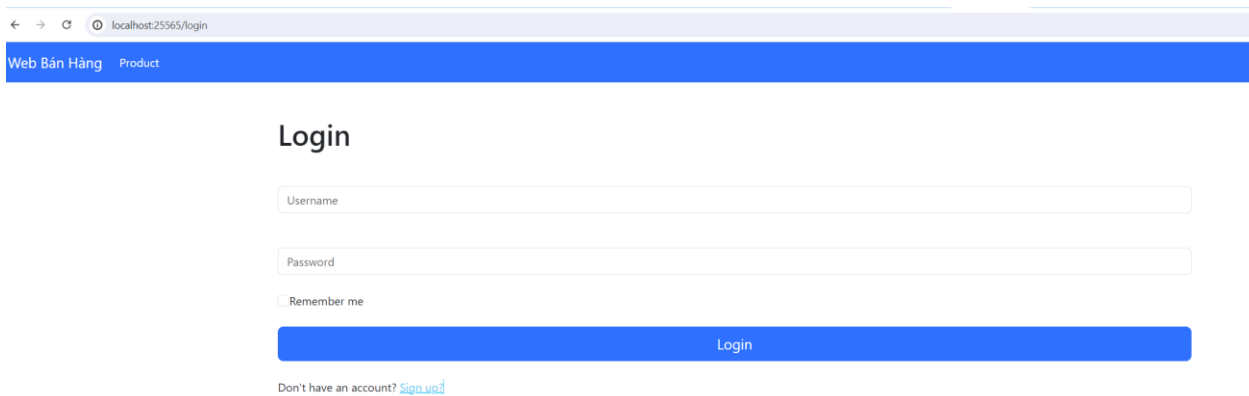 localhost:25565/login
Web Bán Hàng Product
Login
Username
Password
Remember me
Login
Don't have an account? Sign up?